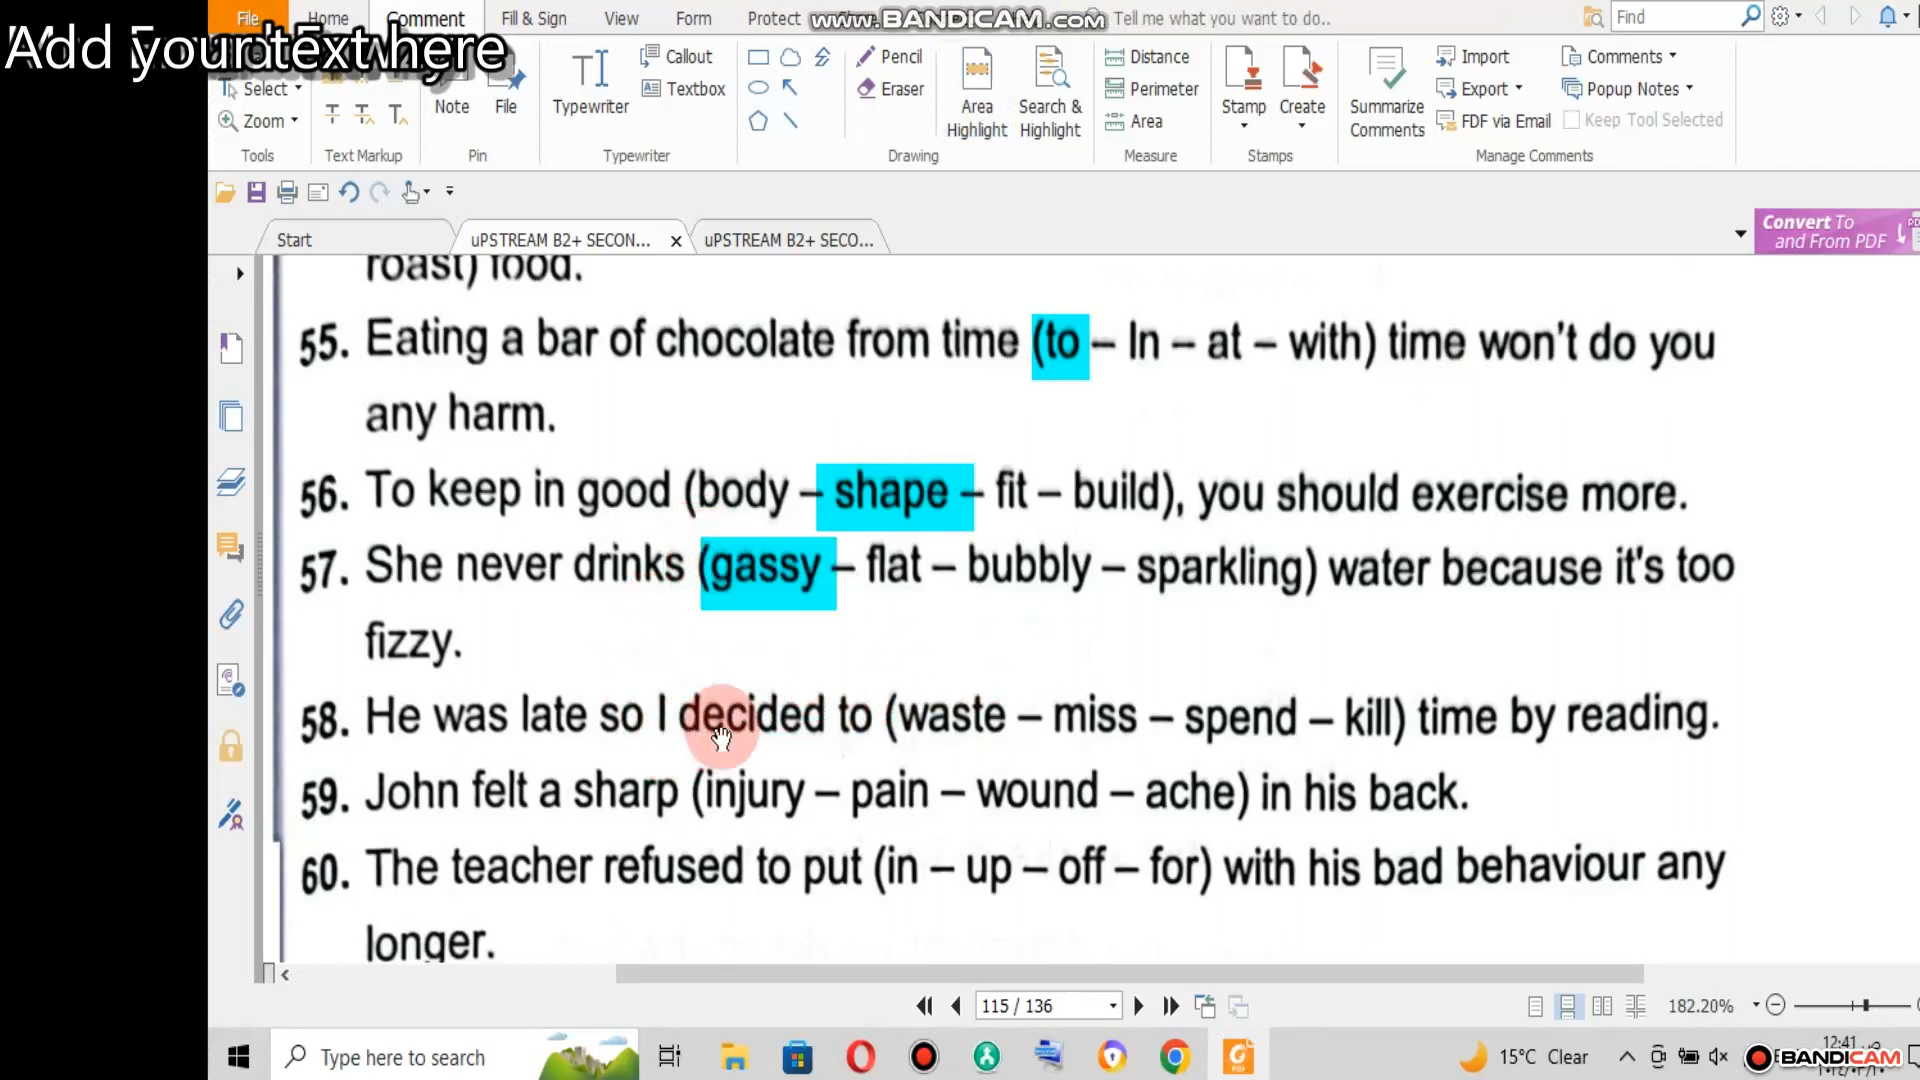 File Home Comment Fill & Sign View Form Protect www.BANDICAM.com Tell me what you want to do.. Find
Add your text here
Select
Zoom
Note
File
Typewriter
Callout
Textbox
Pencil
Eraser
Area Highlight
Search & Highlight
Distance
Perimeter
Area
Stamp
Create
Summarize Comments
Import
Export
FDF via Email
Comments
Popup Notes
Keep Tool Selected
Tools Text Markup Pin Typewriter Drawing Measure Stamps Manage Comments
Start uPSTREAM B2+ SECON... x uPSTREAM B2+ SECO...
Convert To
and From PDF
roast) food.
55. Eating a bar of chocolate from time (to – In – at – with) time won't do you
any harm.
56. To keep in good (body – shape – fit – build), you should exercise more.
57. She never drinks (gassy – flat – bubbly – sparkling) water because it's too
fizzy.
58. He was late so I decided to (waste – miss – spend – kill) time by reading.
59. John felt a sharp (injury – pain – wound – ache) in his back.
60. The teacher refused to put (in – up – off – for) with his bad behaviour any
longer.
115 / 136 182.20%
Type here to search 15°C Clear BANDICAM